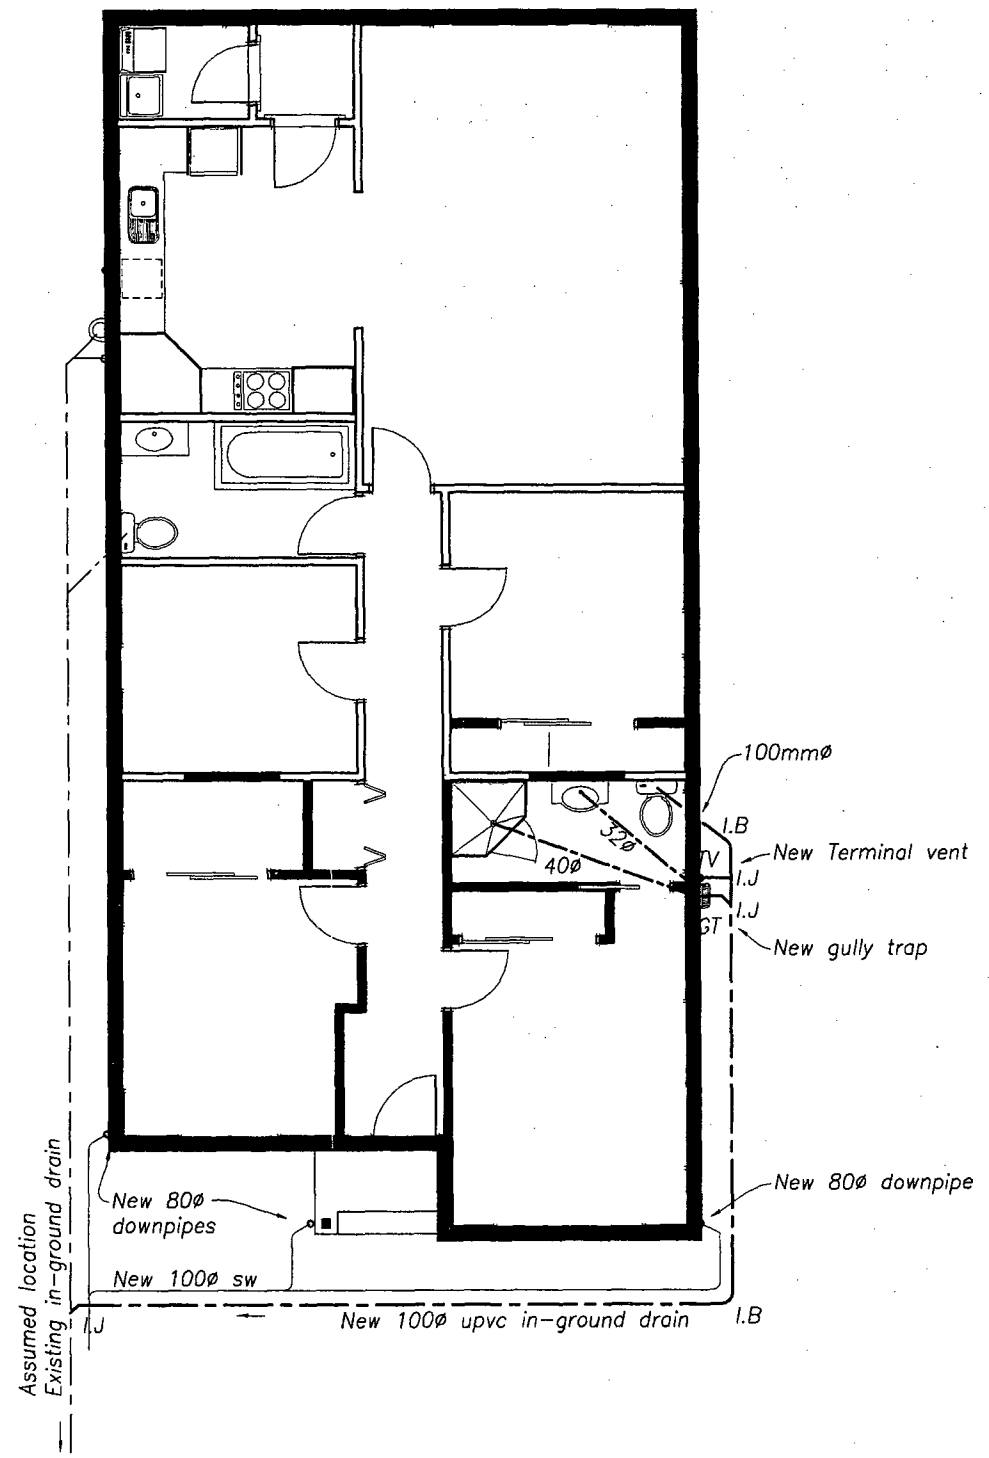 100mmø
I.B
TV
New Terminal vent
I.J
I.J
GT
New gully trap
32ø
40ø
New 80ø downpipe
New 80ø
downpipes
New 100ø sw
I.J
New 100ø upvc in-ground drain
I.B
Assumed location
Existing in-ground drain